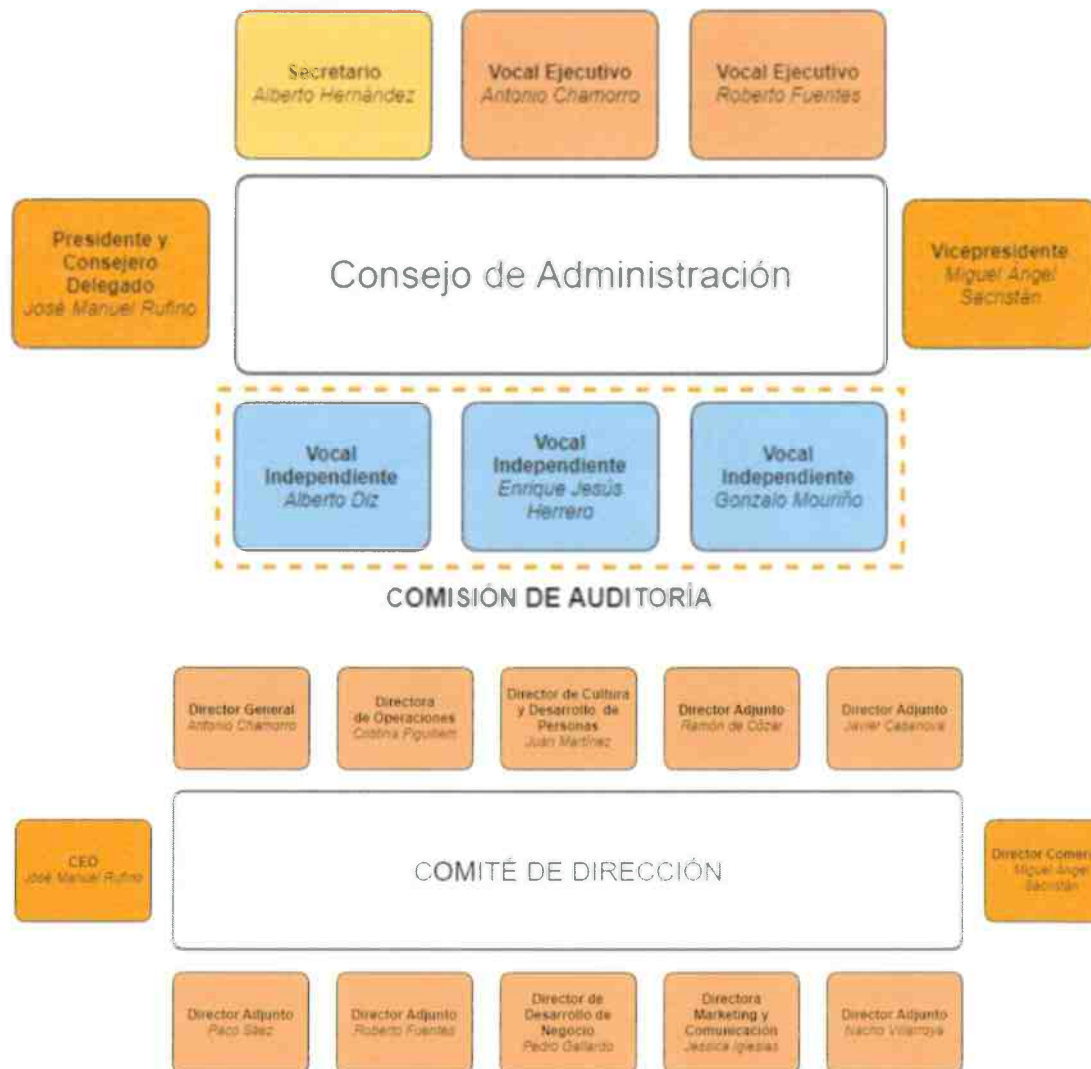 Secretario
Alberto Hernández
Vocal Ejecutivo
Antonio Chamorro
Vocal Ejecutivo
Roberto Fuentes
Presidente y
Consejero
Delegado
José Manuel Rufino
Consejo de Administración
Vicepresidente
Miguel Ángel
Sacristán
Vocal
Independiente
Alberto Diz
Vocal
Independiente
Enrique Jesús
Herrero
Vocal
Independiente
Gonzalo Mouriño
COMISIÓN DE AUDITORÍA
Director General
Antonio Chamorro
Directora
de Operaciones
Cristina
Director de Cultura
y Desarrollo de
Personas
Juan Martínez
Director Adjunto
Ramón de Cózar
Director Adjunto
Javier Casanova
CEO
José Manuel Rufino
COMITÉ DE DIRECCIÓN
Director
Miguel Ángel
Sacristán
Director Adjunto
Paco Sáez
Director Adjunto
Roberto Fuentes
Director de
Desarrollo de
Negocio
Pedro Gallardo
Directora
Marketing y
Comunicación
Jessica Iglesias
Director Adjunto
Nacho Villarroya